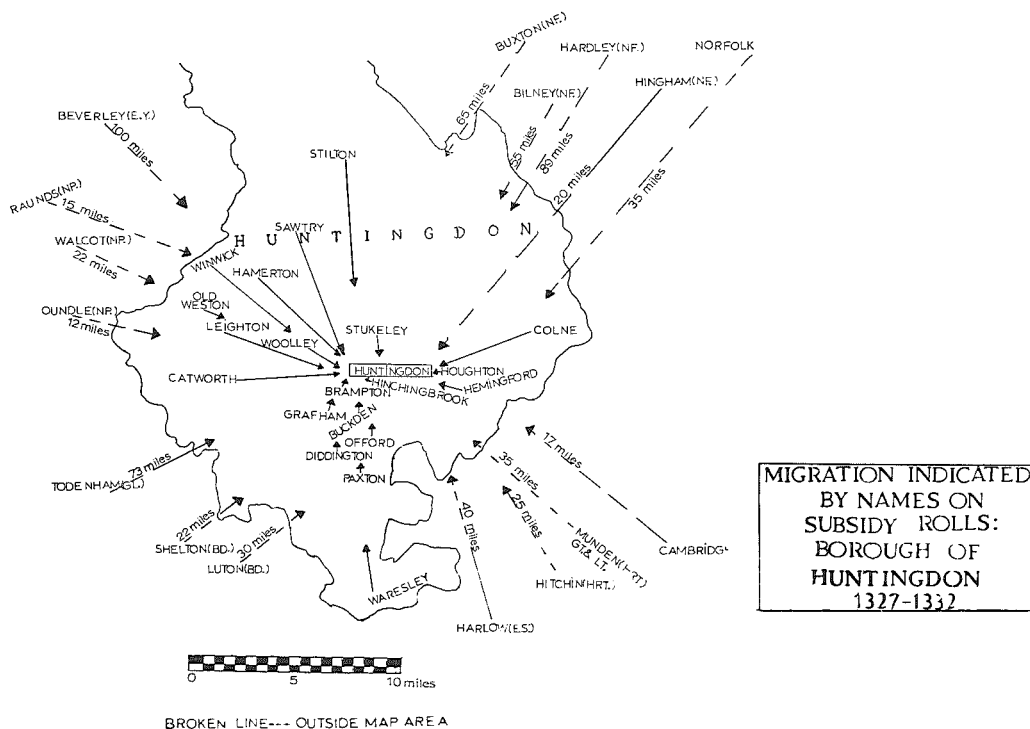 BUXTON(NF.)
HARDLEY(NF.)
NORFOLK
HINGHAM(NF.)
BILNEY(NF.)
65 miles
55 miles
89 miles
20 miles
35 miles
BEVERLEY(E.Y.)
100 miles
STILTON
RAUNDS(NP.)
15 miles
WALCOT(NP.)
22 miles
SAWTRY
HUNTINGDON
WINWICK
HAMERTON
OUNDLE(NP.)
12 miles
OLD
WESTON
LEIGHTON
WOOLLEY
STUKELEY
COLNE
CATWORTH
HUNTINGDON
HOUGHTON
HINCHINGBROOK
HEMINGFORD
BRAMPTON
GRAFHAM
BUCKDEN
OFFORD
DIDDINGTON
PAXTON
TODENHAM(GL.)
73 miles
SHELTON(BD.)
22 miles
LUTON(BD.)
30 miles
WARESLEY
HARLOW(ES.)
40 miles
HITCHIN(HRT.)
25 miles
MUNDEN(HRT)
GT.& LT.
35 miles
CAMBRIDGE
17 miles
MIGRATION INDICATED
BY NAMES ON
SUBSIDY ROLLS:
BOROUGH OF
HUNTINGDON
1327-1332
0 5 10 miles
BROKEN LINE--- OUTSIDE MAP AREA